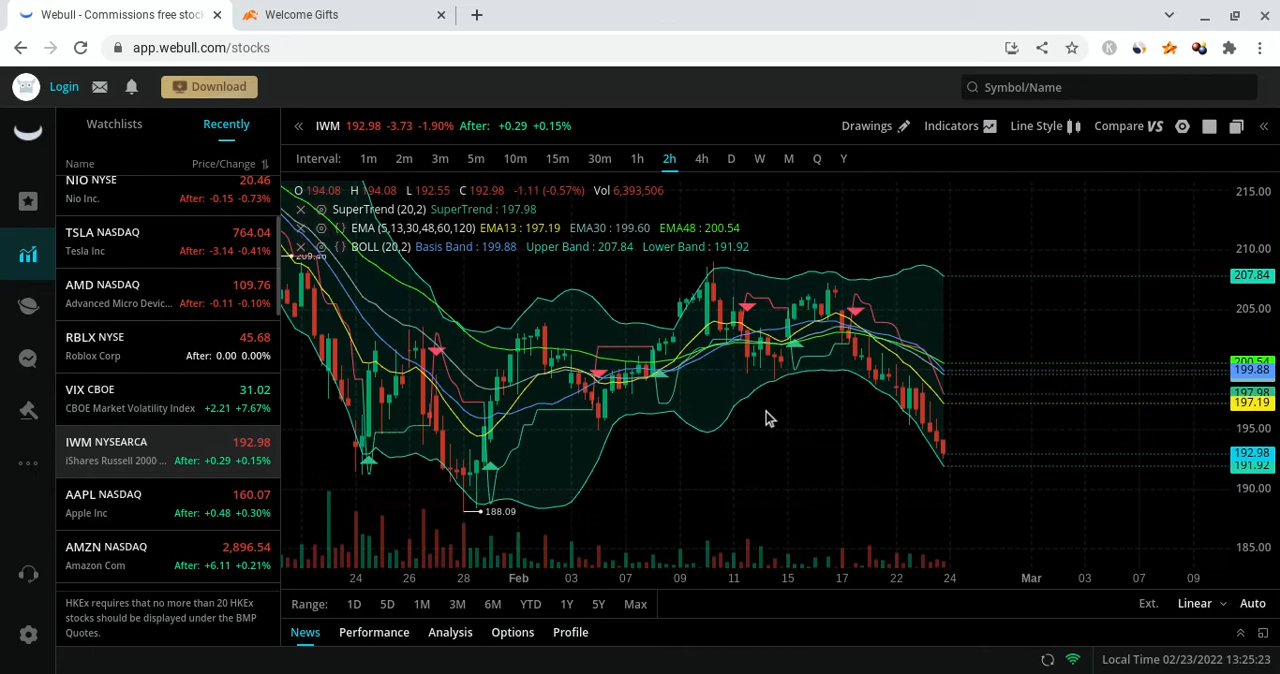 Webull - Commissions free stoc
Welcome Gifts
app.webull.com/stocks
Login
Download
Symbol/Name
Watchlists
Recently
IWM 192.98 -3.73 -1.90% After: +0.29 +0.15%
Drawings
Indicators
Line Style
Compare VS
Name
Price/Change
Interval: 1m 2m 3m 5m 10m 15m 30m 1h 2h 4h D W M Q Y
NIO NYSE 20.46
Nio Inc. After: -0.15 -0.73%
TSLA NASDAQ 764.04
Tesla Inc After: -3.14 -0.41%
AMD NASDAQ 109.76
Advanced Micro Devic... After: -0.11 -0.10%
RBLX NYSE 45.68
Roblox Corp After: 0.00 0.00%
VIX CBOE 31.02
CBOE Market Volatility Index +2.21 +7.67%
IWM NYSEARCA 192.98
iShares Russell 2000 ... After: +0.29 +0.15%
AAPL NASDAQ 160.07
Apple Inc After: +0.48 +0.30%
AMZN NASDAQ 2,896.54
Amazon Com After: +6.11 +0.21%
HKEx requires that no more than 20 HKEx
stocks should be displayed under the BMP
Quotes.
O 194.08 H 194.08 L 192.55 C 192.98 -1.11 (-0.57%) Vol 6,393,506
SuperTrend (20,2) SuperTrend : 197.98
EMA (5,13,30,48,60,120) EMA13 : 197.19 EMA30 : 199.60 EMA48 : 200.54
BOLL (20,2) Basis Band : 199.88 Upper Band : 207.84 Lower Band : 191.92
188.09
215.00
210.00
207.84
205.00
200.54
199.88
197.98
197.19
195.00
192.98
191.92
190.00
185.00
24 26 28 Feb 03 07 09 11 15 17 22 24 Mar 03 07 09
Range: 1D 5D 1M 3M 6M YTD 1Y 5Y Max
Ext. Linear Auto
News Performance Analysis Options Profile
Local Time 02/23/2022 13:25:23